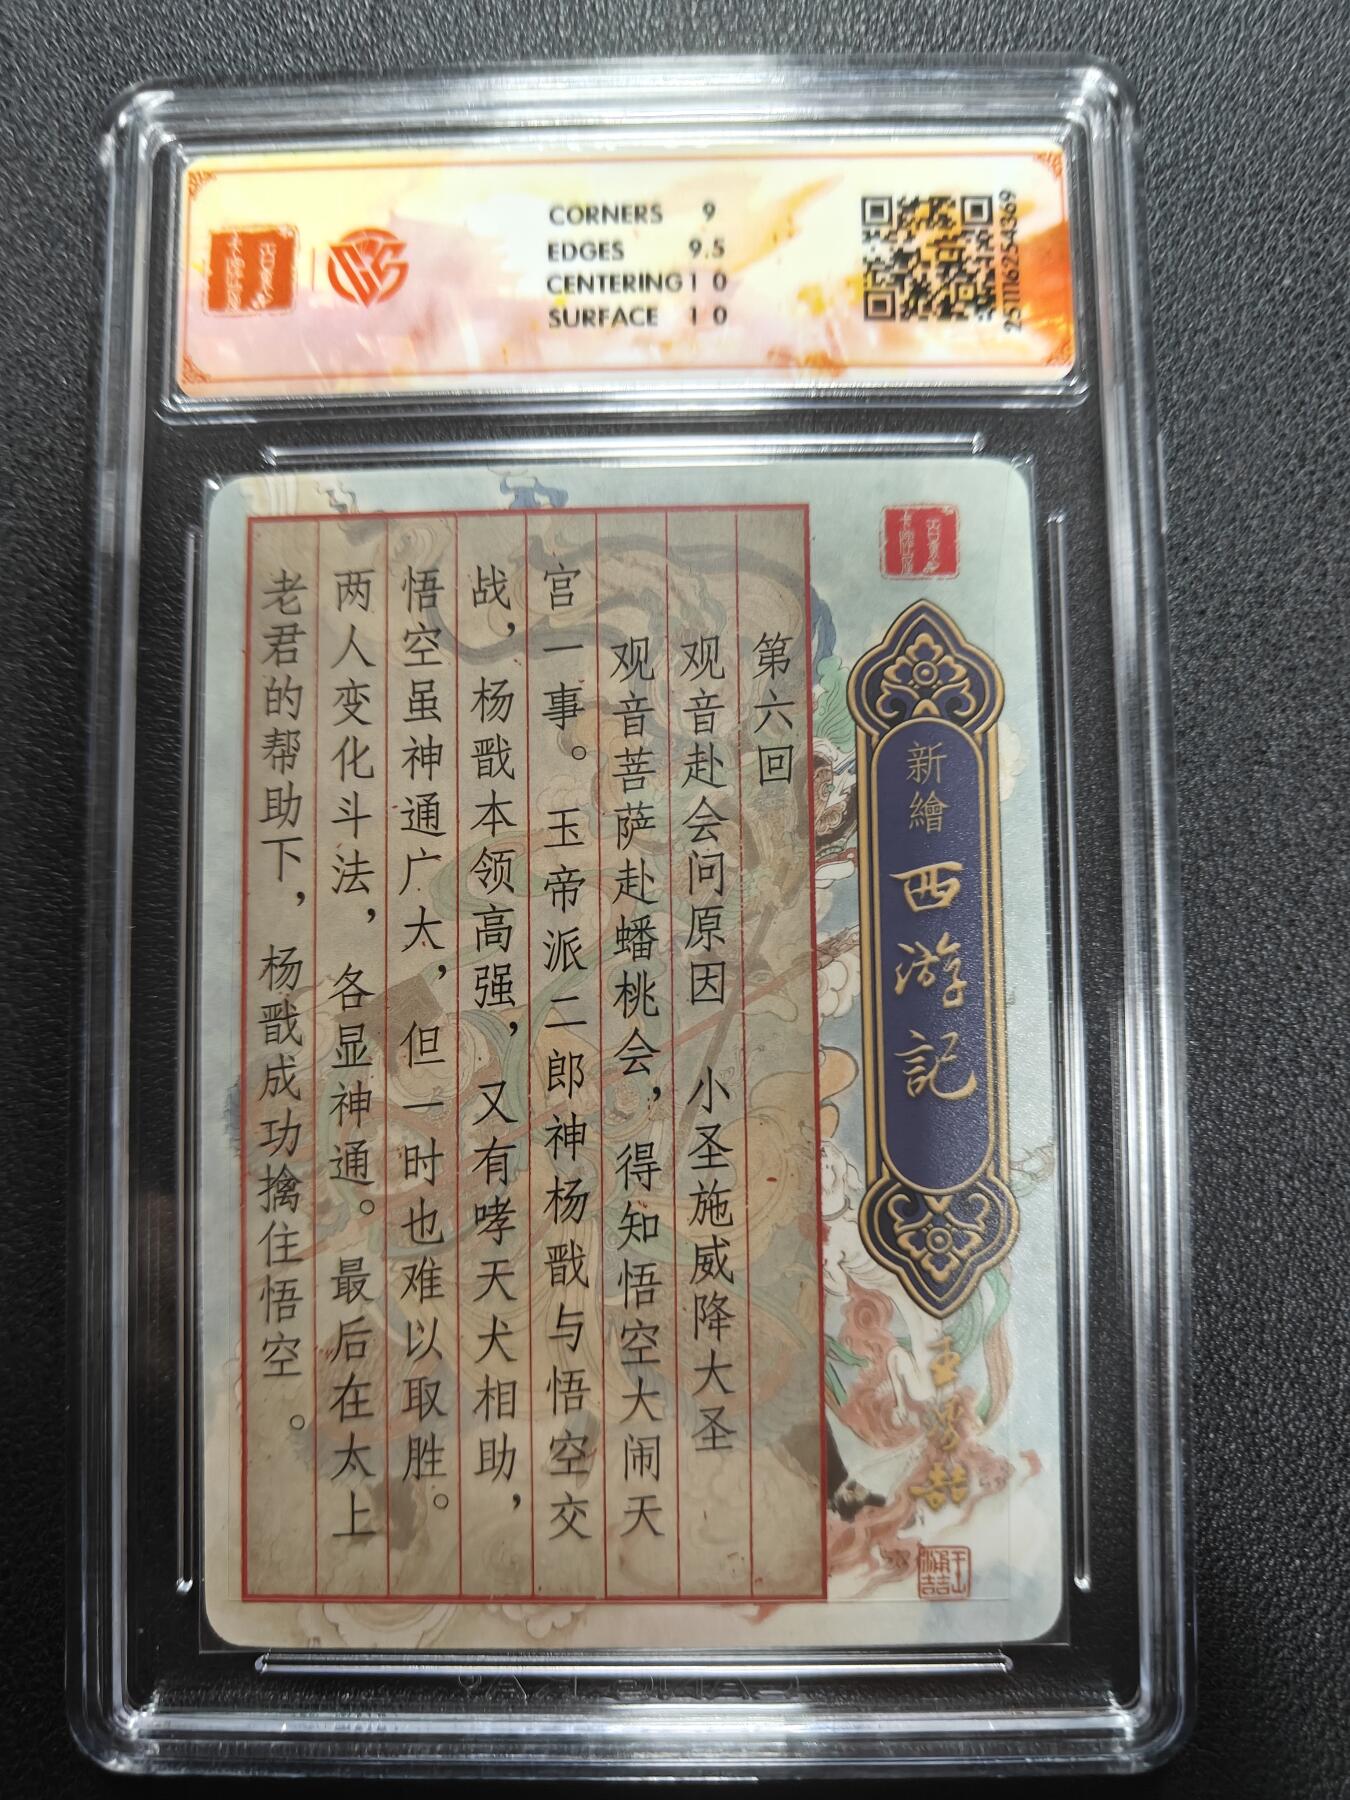 CORNERS 9
EDGES 9.5
CENTERING 10
SURFACE 10
251116254369
新繪
西游記
第六回
观音赴会问原因 小圣施威降大圣
观音菩萨赴蟠桃会，得知悟空大闹天
宫一事。玉帝派二郎神杨戬与悟空交
战，杨戬本领高强，又有哮天犬相助，
悟空虽神通广大，但一时也难以取胜。
两人变化斗法，各显神通。最后在太上
老君的帮助下，杨戬成功擒住悟空。